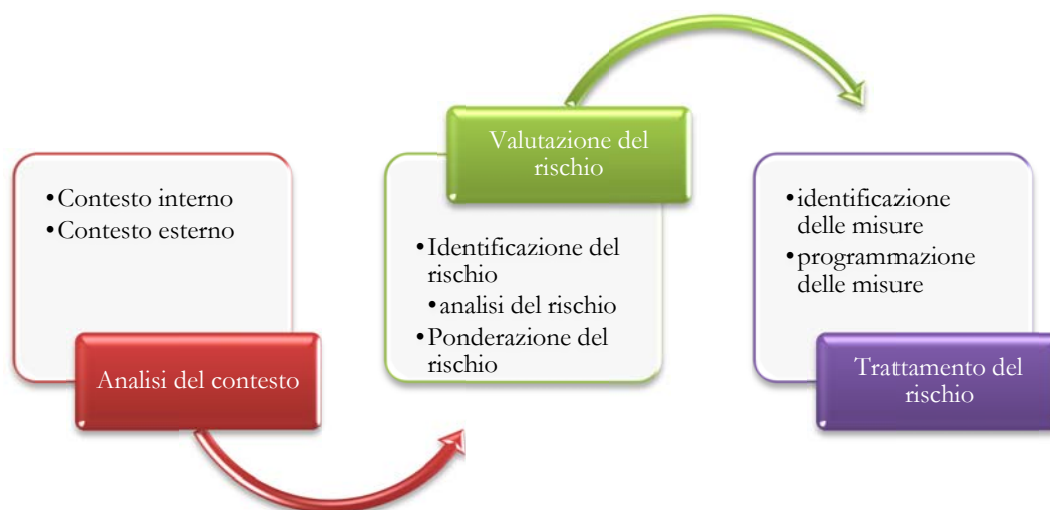 •Contesto interno
•Contesto esterno
Analisi del contesto
Valutazione del
rischio
•Identificazione del
rischio
•analisi del rischio
•Ponderazione del
rischio
•identificazione
delle misure
•programmazione
delle misure
Trattamento del
rischio